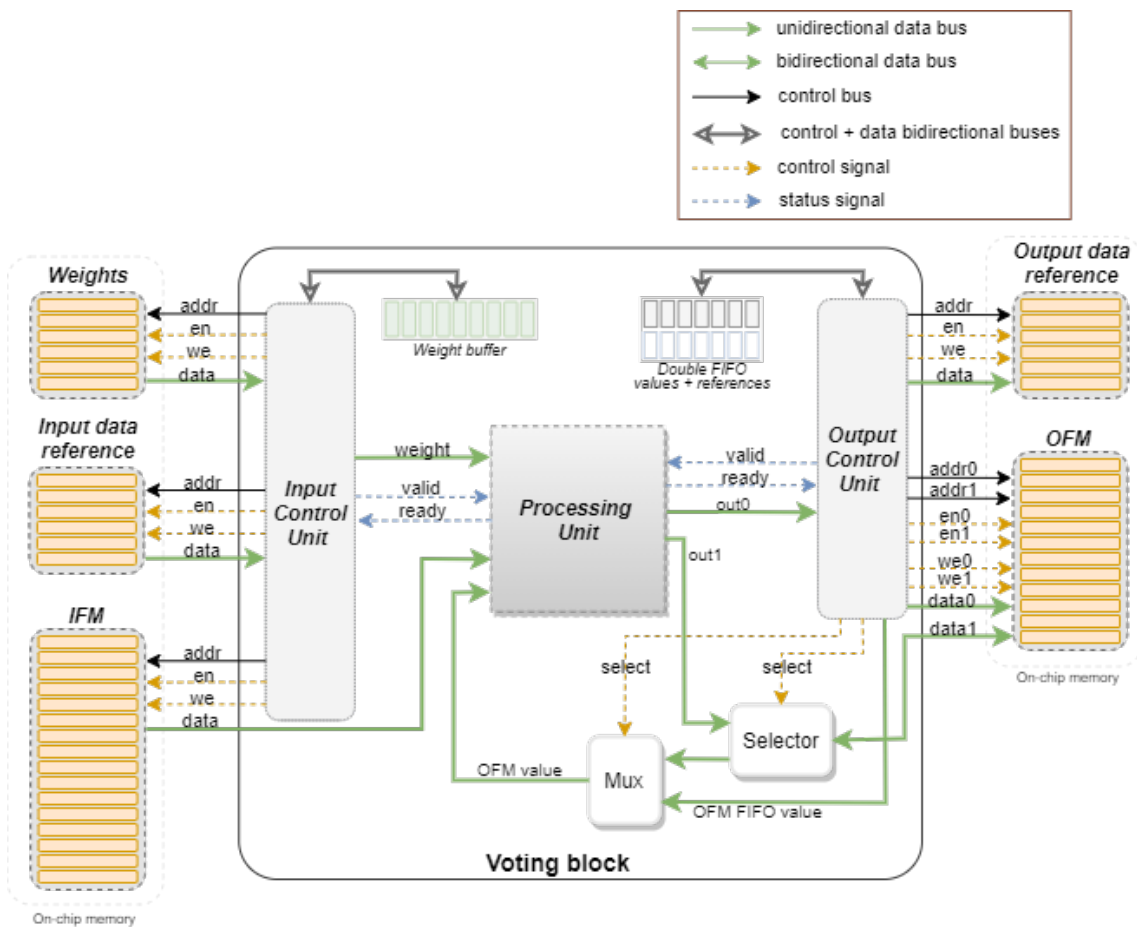 unidirectional data bus
bidirectional data bus
control bus
control + data bidirectional buses
control signal
status signal
Weights
addr
en
we
data
Input data
reference
addr
en
we
data
IFM
addr
en
we
data
On-chip memory
Input
Control
Unit
Weight buffer
Double FIFO
values + references
weight
valid
ready
Processing
Unit
valid
ready
out0
out1
Output
Control
Unit
select
select
Selector
Mux
OFM value
OFM FIFO value
Voting block
Output data
reference
addr
en
we
data
OFM
addr0
addr1
en0
en1
we0
we1
data0
data1
On-chip memory